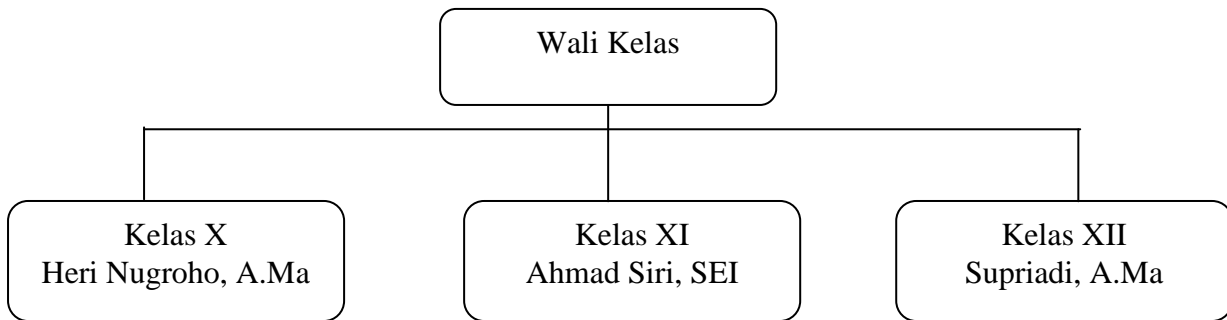 Wali Kelas
Kelas X
Heri Nugroho, A.Ma
Kelas XI
Ahmad Siri, SEI
Kelas XII
Supriadi, A.Ma